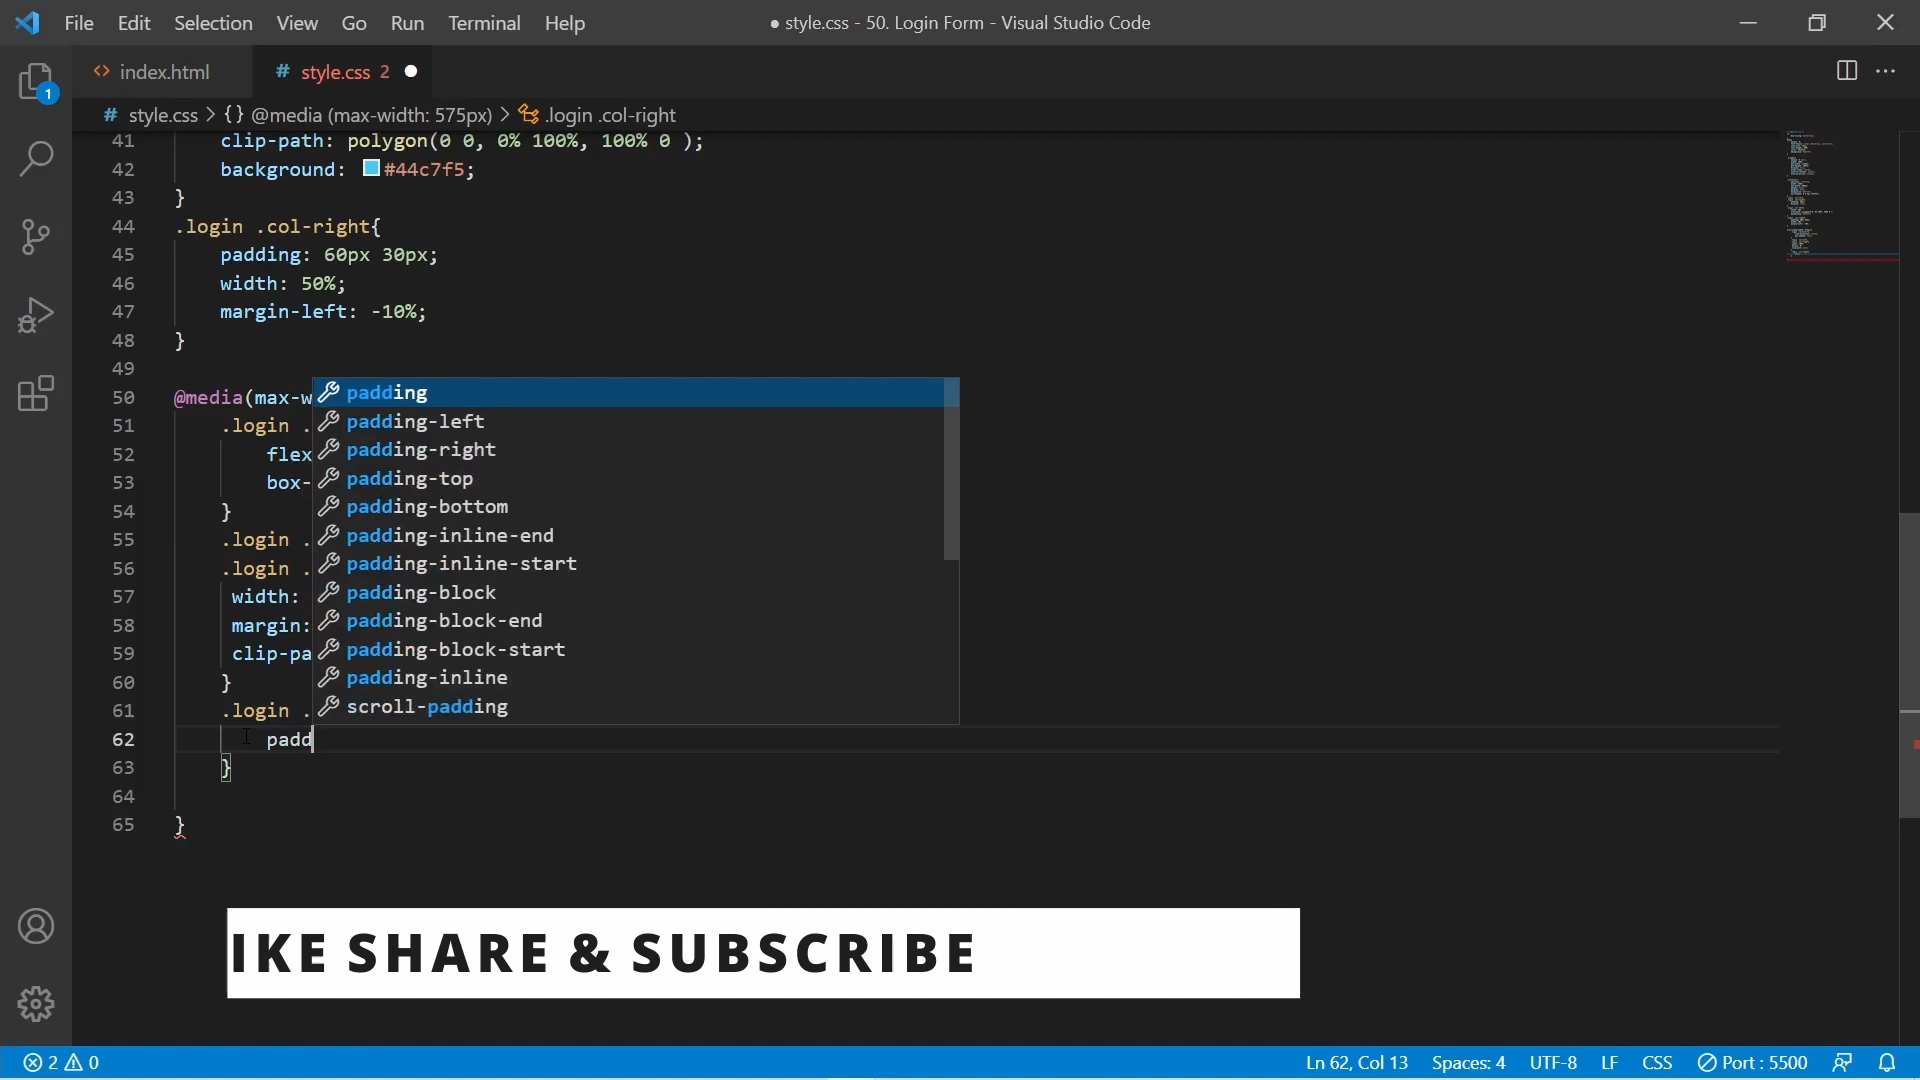 File Edit Selection View Go Run Terminal Help
● style.css - 50. Login Form - Visual Studio Code
1
<> index.html
# style.css 2 ●
# style.css > {} @media (max-width: 575px) > .login .col-right
41 clip-path: polygon(0 0, 0% 100%, 100% 0 );
42 background: #44c7f5;
43 }
44 .login .col-right{
45 padding: 60px 30px;
46 width: 50%;
47 margin-left: -10%;
48 }
49
50 @media(max-w
51 .login .
52 flex
53 box-
54 }
55 .login .
56 .login .
57 width:
58 margin:
59 clip-pa
60 }
61 .login .
62 padd
63 }
64
65 }
padding
padding-left
padding-right
padding-top
padding-bottom
padding-inline-end
padding-inline-start
padding-block
padding-block-end
padding-block-start
padding-inline
scroll-padding
IKE SHARE & SUBSCRIBE
2 0
Ln 62, Col 13 Spaces: 4 UTF-8 LF CSS Port : 5500